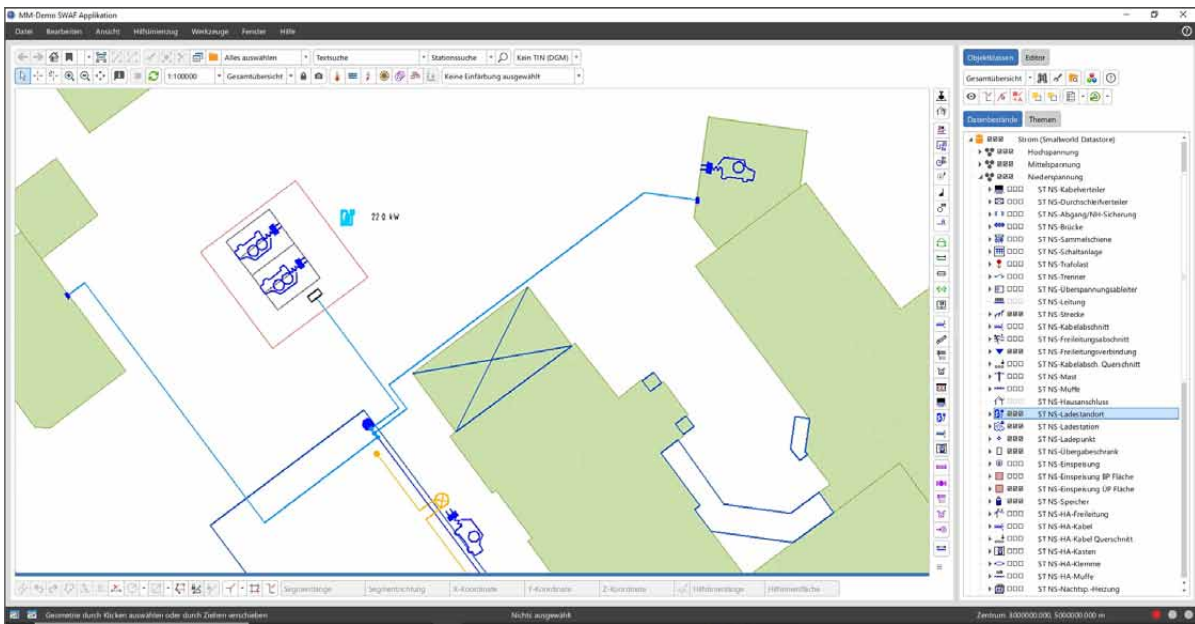 MM-Demo SWAF Applikation
Datei Bearbeiten Ansicht Hilfslinienzug Werkzeuge Fenster Hilfe
Alles auswählen Textsuche Stationssuche Kein TIN (DGM)
1:100000 Gesamtübersicht Keine Einfärbung ausgewählt
22.0 kW
Objektklassen Editor
Gesamtübersicht
Datenbestände Themen
Strom (Smallworld Datastore)
Hochspannung
Mittelspannung
Niederspannung
ST NS-Kabelverteiler
ST NS-Durchschleifverteiler
ST NS-Abgang/NH-Sicherung
ST NS-Brücke
ST NS-Sammelschiene
ST NS-Schaltanlage
ST NS-Trafolast
ST NS-Trenner
ST NS-Überspannungsableiter
ST NS-Leitung
ST NS-Strecke
ST NS-Kabelabschnitt
ST NS-Freileitungsabschnitt
ST NS-Freileitungsverbindung
ST NS-Kabelabsch. Querschnitt
ST NS-Mast
ST NS-Muffe
ST NS-Hausanschluss
ST NS-Ladestandort
ST NS-Ladestation
ST NS-Ladepunkt
ST NS-Übergabeschrank
ST NS-Einspeisung
ST NS-Einspeisung BP Fläche
ST NS-Einspeisung ÜP Fläche
ST NS-Speicher
ST NS-HA-Freileitung
ST NS-HA-Kabel
ST NS-HA-Kabel Querschnitt
ST NS-HA-Kasten
ST NS-HA-Klemme
ST NS-HA-Muffe
ST NS-Nachtsp.-Heizung
Segmentlänge Segmentrichtung X-Koordinate Y-Koordinate Z-Koordinate Hilfslinienlänge Hilfslinienfläche
Geometrie durch Klicken auswählen oder durch Ziehen verschieben Nichts ausgewählt Zentrum: 3000000.000, 5000000.000 m